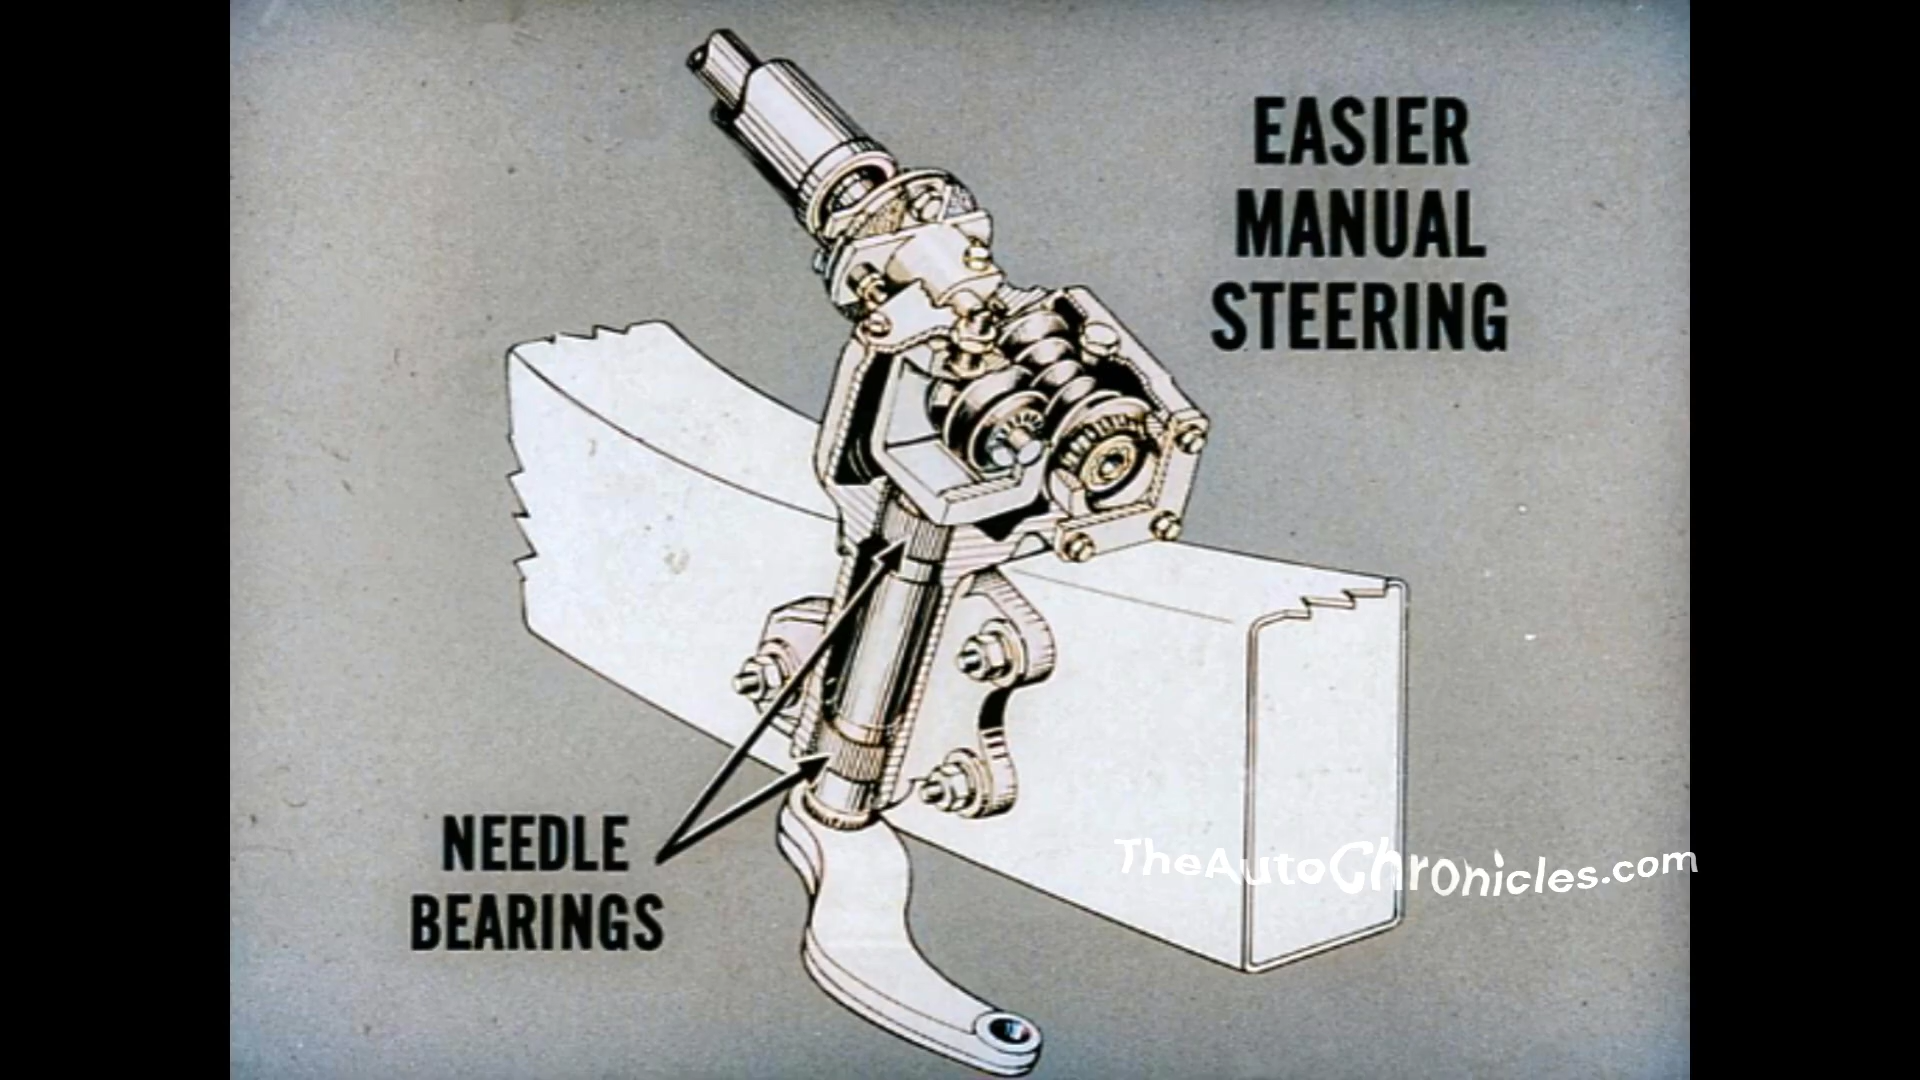 EASIER
MANUAL
STEERING
NEEDLE
BEARINGS
TheAutoChronicles.com